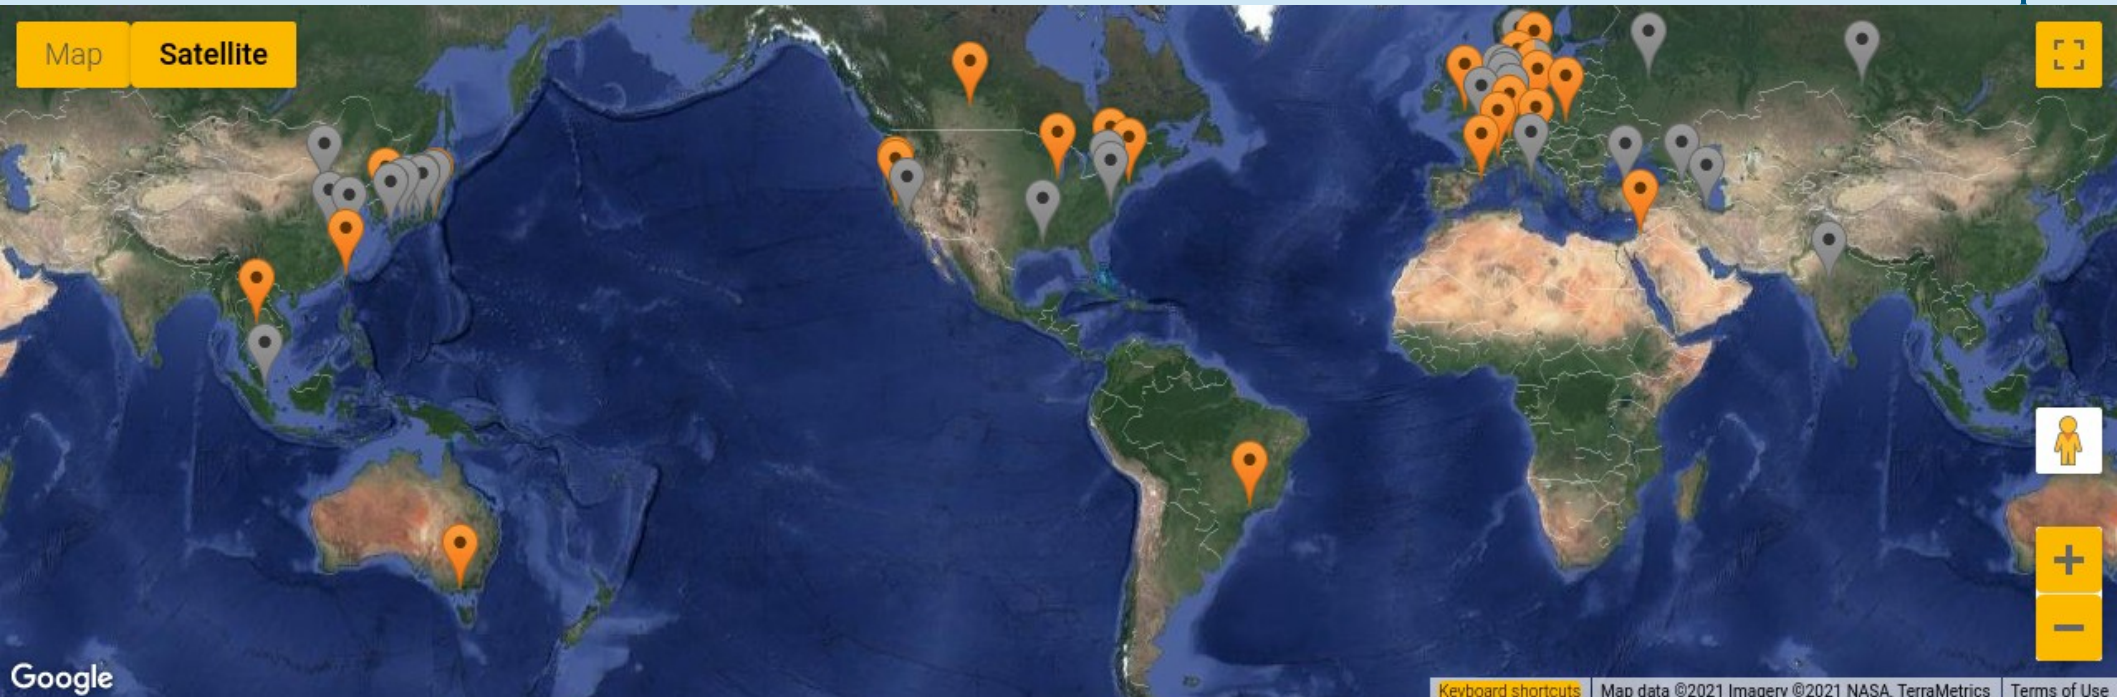 Map Satellite
Google
Keyboard shortcuts Map data ©2021 Imagery ©2021 NASA, TerraMetrics Terms of Use